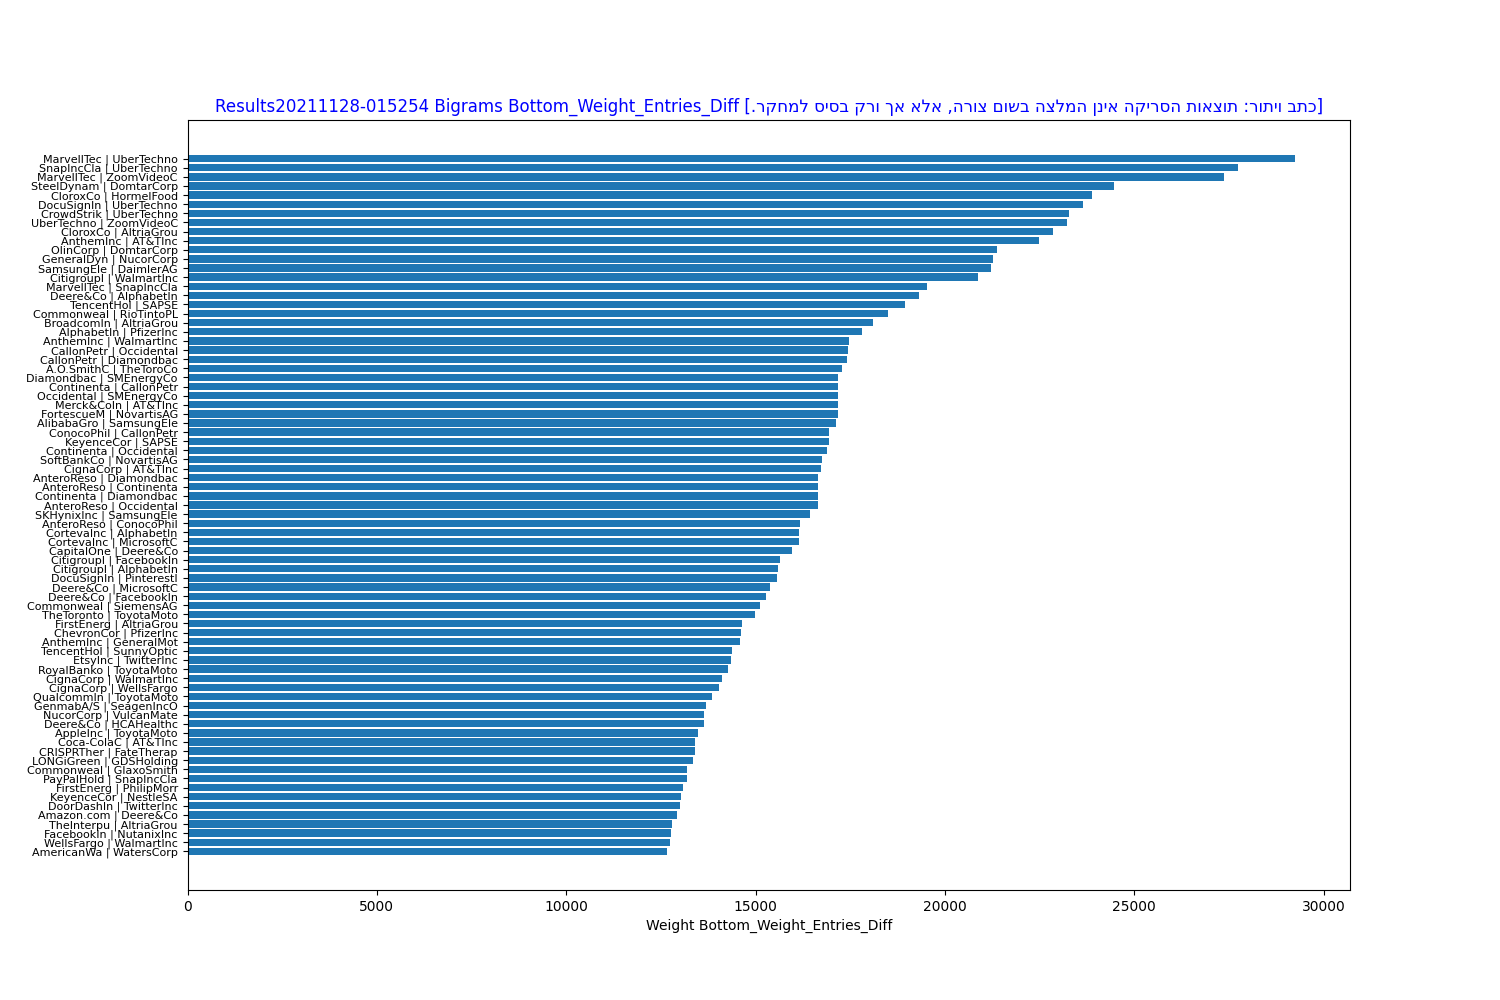 Results20211128-015254 Bigrams Bottom_Weight_Entries_Diff [כתב ויתור: תוצאות הסריקה אינן המלצה בשום צורה, אלא אך ורק בסיס למחקר.]
MarvellTec | UberTechno
SnapIncCla | UberTechno
MarvellTec | ZoomVideoC
SteelDynam | DomtarCorp
CloroxCo | HormelFood
DocuSignIn | UberTechno
CrowdStrik | UberTechno
UberTechno | ZoomVideoC
CloroxCo | AltriaGrou
AnthemInc | AT&TInc
OlinCorp | DomtarCorp
GeneralDyn | NucorCorp
SamsungEle | DaimlerAG
CitigroupI | WalmartInc
MarvellTec | SnapIncCla
Deere&Co | AlphabetIn
TencentHol | SAPSE
Commonweal | RioTintoPL
BroadcomIn | AltriaGrou
AlphabetIn | PfizerInc
AnthemInc | WalmartInc
CallonPetr | Occidental
CallonPetr | Diamondbac
A.O.SmithC | TheToroCo
Diamondbac | SMEnergyCo
Continenta | CallonPetr
Occidental | SMEnergyCo
Merck&CoIn | AT&TInc
FortescueM | NovartisAG
AlibabaGro | SamsungEle
ConocoPhil | CallonPetr
KeyenceCor | SAPSE
Continenta | Occidental
SoftBankCo | NovartisAG
CignaCorp | AT&TInc
AnteroReso | Diamondbac
AnteroReso | Continenta
Continenta | Diamondbac
AnteroReso | Occidental
SKHynixInc | SamsungEle
AnteroReso | ConocoPhil
CortevaInc | AlphabetIn
CortevaInc | MicrosoftC
CapitalOne | Deere&Co
CitigroupI | FacebookIn
CitigroupI | AlphabetIn
DocuSignIn | PinterestI
Deere&Co | MicrosoftC
Deere&Co | FacebookIn
Commonweal | SiemensAG
TheToronto | ToyotaMoto
FirstEnerg | AltriaGrou
ChevronCor | PfizerInc
AnthemInc | GeneralMot
TencentHol | SunnyOptic
EtsyInc | TwitterInc
RoyalBanko | ToyotaMoto
CignaCorp | WalmartInc
CignaCorp | WellsFargo
QualcommIn | ToyotaMoto
GenmabA/S | SeagenIncO
NucorCorp | VulcanMate
Deere&Co | HCAHealthc
AppleInc | ToyotaMoto
Coca-ColaC | AT&TInc
CRISPRTher | FateTherap
LONGiGreen | GDSHolding
Commonweal | GlaxoSmith
PayPalHold | SnapIncCla
FirstEnerg | PhilipMorr
KeyenceCor | NestleSA
DoorDashIn | TwitterInc
Amazon.com | Deere&Co
TheInterpu | AltriaGrou
FacebookIn | NutanixInc
WellsFargo | WalmartInc
AmericanWa | WatersCorp
0 5000 10000 15000 20000 25000 30000
Weight Bottom_Weight_Entries_Diff